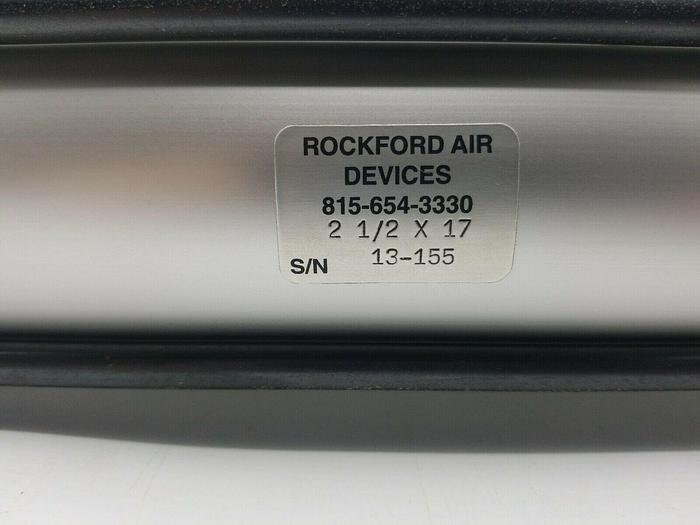 ROCKFORD AIR
DEVICES
815-654-3330
2 1/2 X 17
S/N 13-155